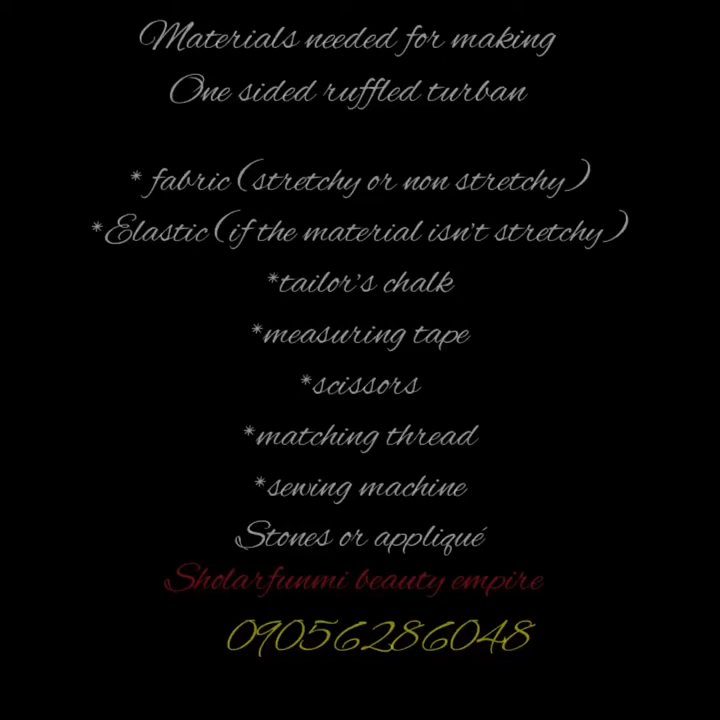 Materials needed for making
One sided ruffled turban
* fabric (stretchy or non stretchy)
*Elastic (if the material isn't stretchy)
*tailor's chalk
*measuring tape
*scissors
*matching thread
*sewing machine
Stones or appliqué
Sholarfunmi beauty empire
09056286048